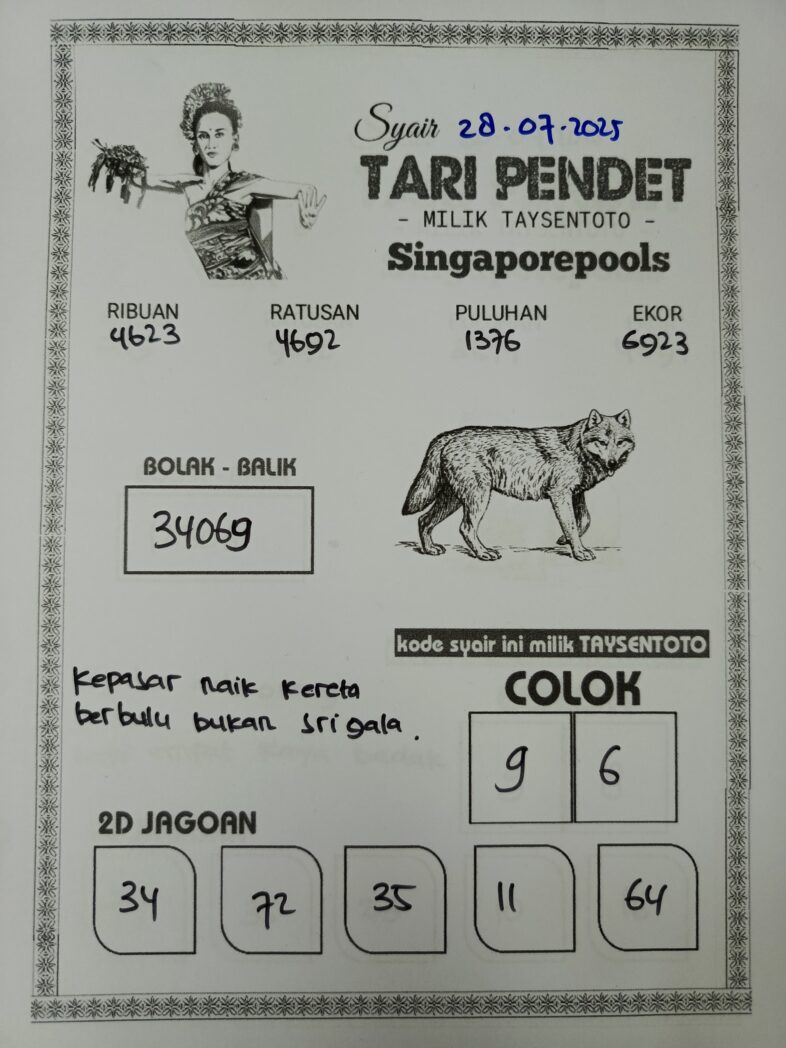 Syair 28.07.2025
TARI PENDET
- MILIK TAYSENTOTO -
Singaporepools
RIBUAN RATUSAN PULUHAN EKOR
4623 4692 1376 6923
BOLAK - BALIK
34069
kode syair ini milik TAYSENTOTO
Kepasar naik kereta
berbulu bukan srigala.
COLOK
9 6
2D JAGOAN
34 72 35 11 64